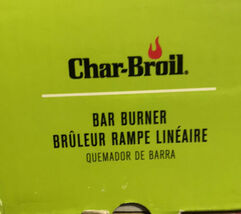 Char-Broil.
BAR BURNER
BRÛLEUR RAMPE LINÉAIRE
QUEMADOR DE BARRA